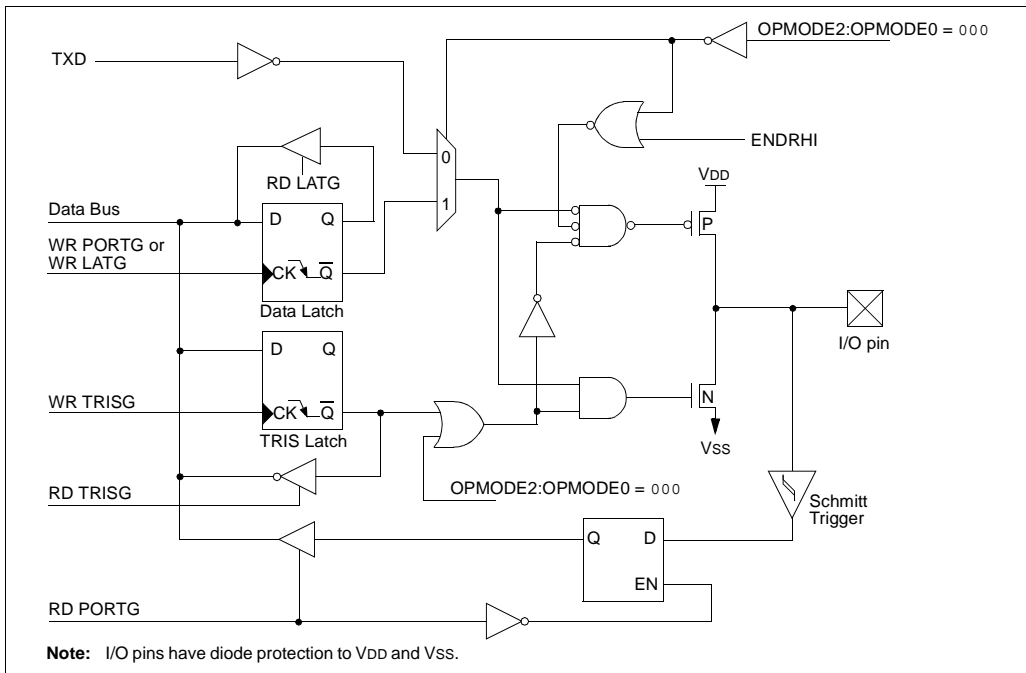 OPMODE2:OPMODE0 = 000
TXD
ENDRHI
0
RD LATG
VDD
1
Data Bus
D
Q
P
WR PORTG or
WR LATG
CK
Q
Data Latch
I/O pin
D
Q
WR TRISG
CK
Q
N
TRIS Latch
VSS
OPMODE2:OPMODE0 = 000
RD TRISG
Schmitt
Trigger
Q
D
EN
RD PORTG
Note: I/O pins have diode protection to VDD and VSS.